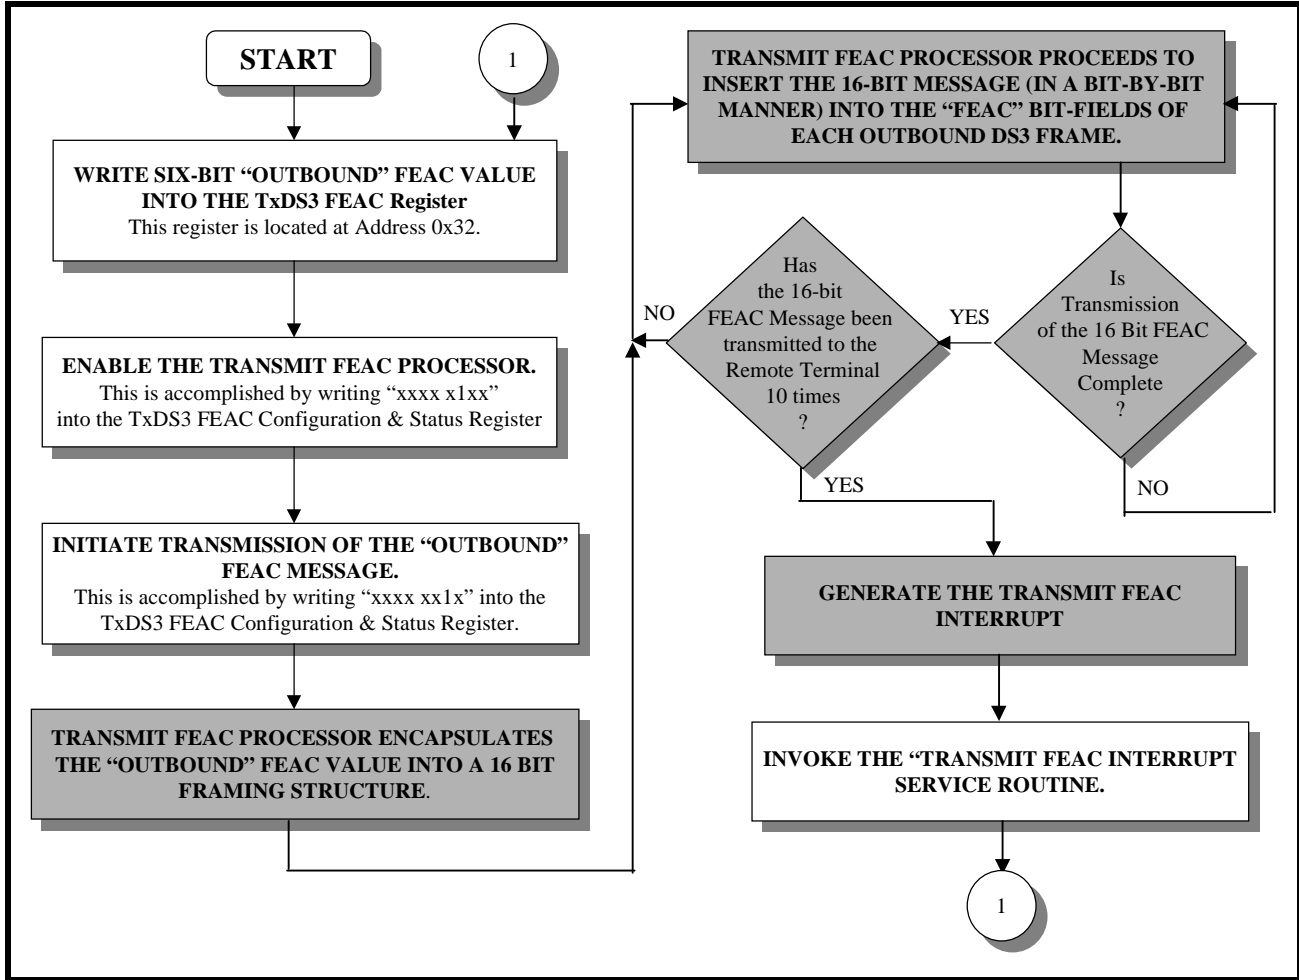 START
1
WRITE SIX-BIT “OUTBOUND” FEAC VALUE
INTO THE TxDS3 FEAC Register
This register is located at Address 0x32.
ENABLE THE TRANSMIT FEAC PROCESSOR.
This is accomplished by writing “xxxx x1xx”
into the TxDS3 FEAC Configuration & Status Register
INITIATE TRANSMISSION OF THE “OUTBOUND”
FEAC MESSAGE.
This is accomplished by writing “xxxx xx1x” into the
TxDS3 FEAC Configuration & Status Register.
TRANSMIT FEAC PROCESSOR ENCAPSULATES
THE “OUTBOUND” FEAC VALUE INTO A 16 BIT
FRAMING STRUCTURE.
TRANSMIT FEAC PROCESSOR PROCEEDS TO
INSERT THE 16-BIT MESSAGE (IN A BIT-BY-BIT
MANNER) INTO THE “FEAC” BIT-FIELDS OF
EACH OUTBOUND DS3 FRAME.
Is
Transmission
of the 16 Bit FEAC
Message
Complete
?
NO
YES
Has
the 16-bit
FEAC Message been
transmitted to the
Remote Terminal
10 times
?
NO
YES
GENERATE THE TRANSMIT FEAC
INTERRUPT
INVOKE THE “TRANSMIT FEAC INTERRUPT
SERVICE ROUTINE.
1